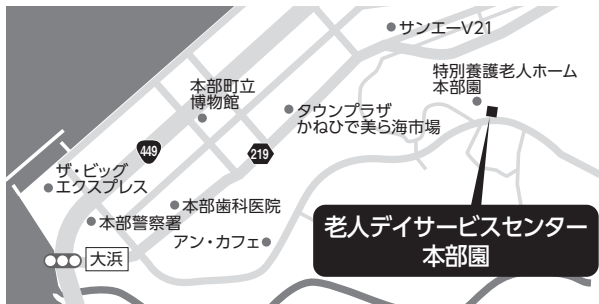 サンエーV21
特別養護老人ホーム
本部園
本部町立
博物館
タウンプラザ
かねひで美ら海市場
449
219
ザ・ビッグ
エクスプレス
本部歯科医院
本部警察署
アン・カフェ
大浜
老人デイサービスセンター
本部園